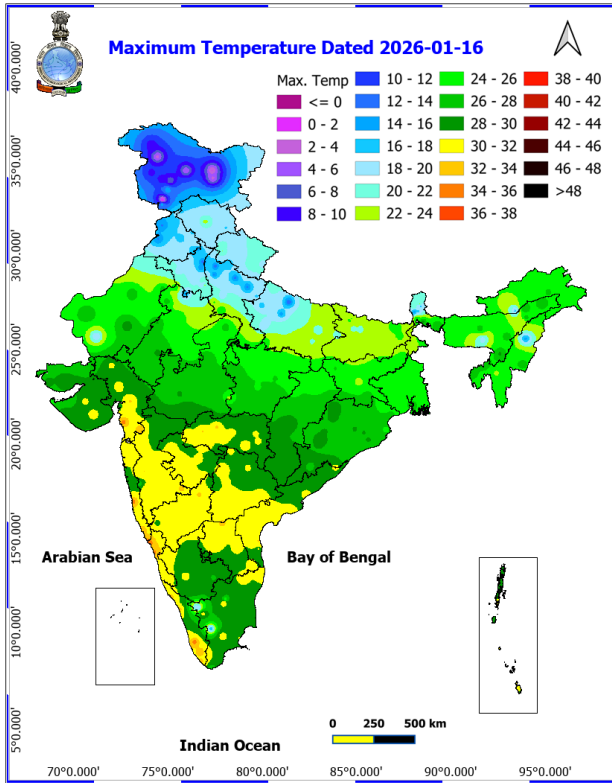 Maximum Temperature Dated 2026-01-16
Max. Temp
<= 0
0 - 2
2 - 4
4 - 6
6 - 8
8 - 10
10 - 12
12 - 14
14 - 16
16 - 18
18 - 20
20 - 22
22 - 24
24 - 26
26 - 28
28 - 30
30 - 32
32 - 34
34 - 36
36 - 38
38 - 40
40 - 42
42 - 44
44 - 46
46 - 48
>48
40°0.000'
35°0.000'
30°0.000'
25°0.000'
20°0.000'
15°0.000'
10°0.000'
5°0.000'
Arabian Sea
Bay of Bengal
Indian Ocean
0 250 500 km
70°0.000' 75°0.000' 80°0.000' 85°0.000' 90°0.000' 95°0.000'